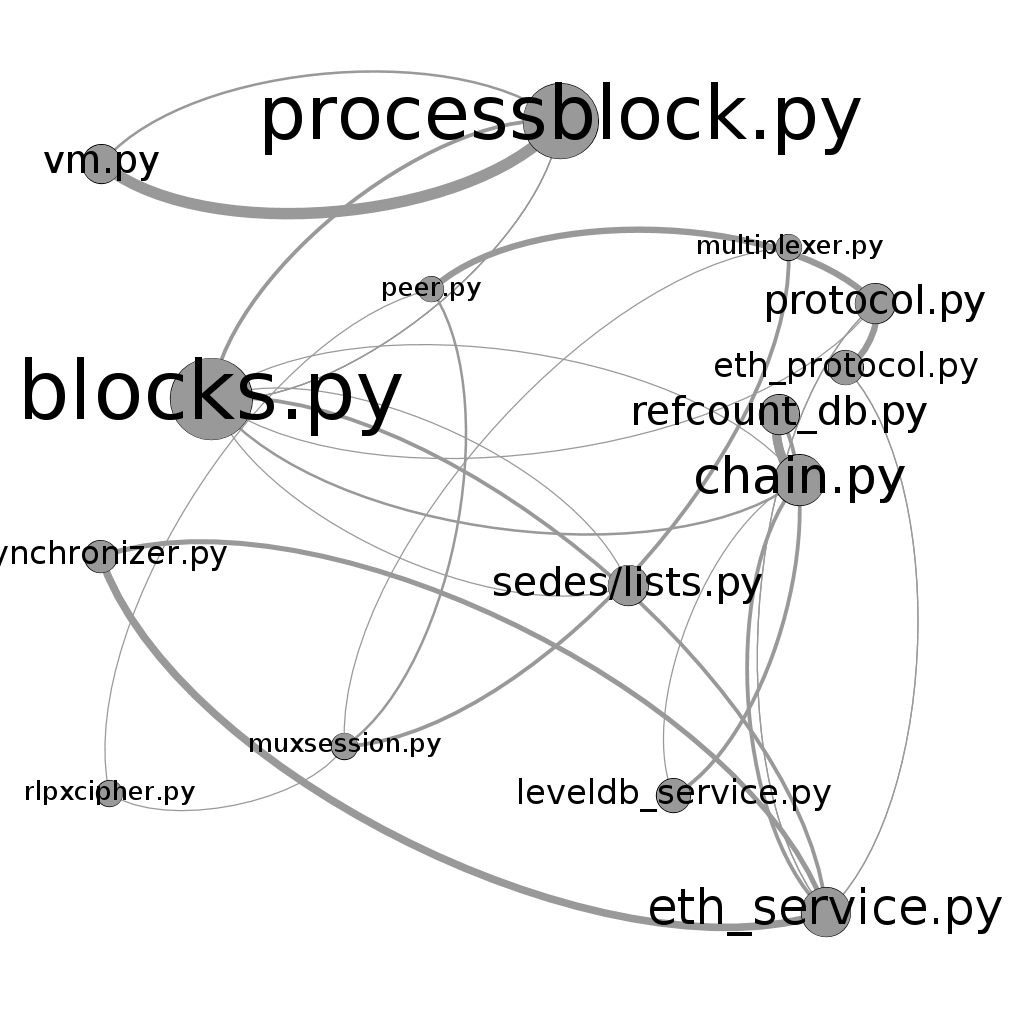 processblock.py
vm.py
multiplexer.py
peer.py
protocol.py
eth_protocol.py
blocks.py
refcount_db.py
chain.py
ynchronizer.py
sedes/lists.py
muxsession.py
rlpxcipher.py
leveldb_service.py
eth_service.py